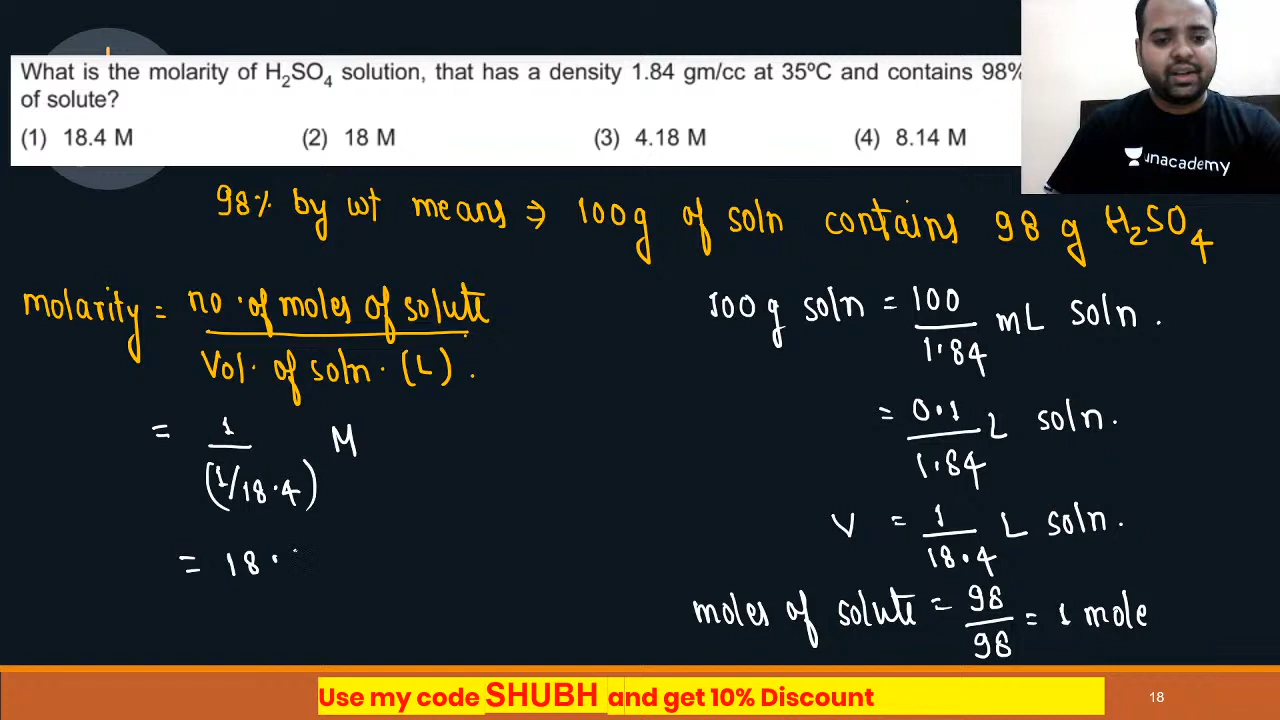 What is the molarity of H₂SO₄ solution, that has a density 1.84 gm/cc at 35ºC and contains 98%
of solute?
(1) 18.4 M (2) 18 M (3) 4.18 M (4) 8.14 M
unacademy
98% by wt means ⇒ 100g of soln contains 98 g H₂SO₄
molarity = no. of moles of solute / Vol. of soln. (L).
= 1 / (1/18.4) M
= 18.
100g soln = 100 / 1.84 mL soln.
= 0.1 / 1.84 L soln.
V = 1 / 18.4 L soln.
moles of solute = 98 / 98 = 1 mole
Use my code SHUBH and get 10% Discount
18